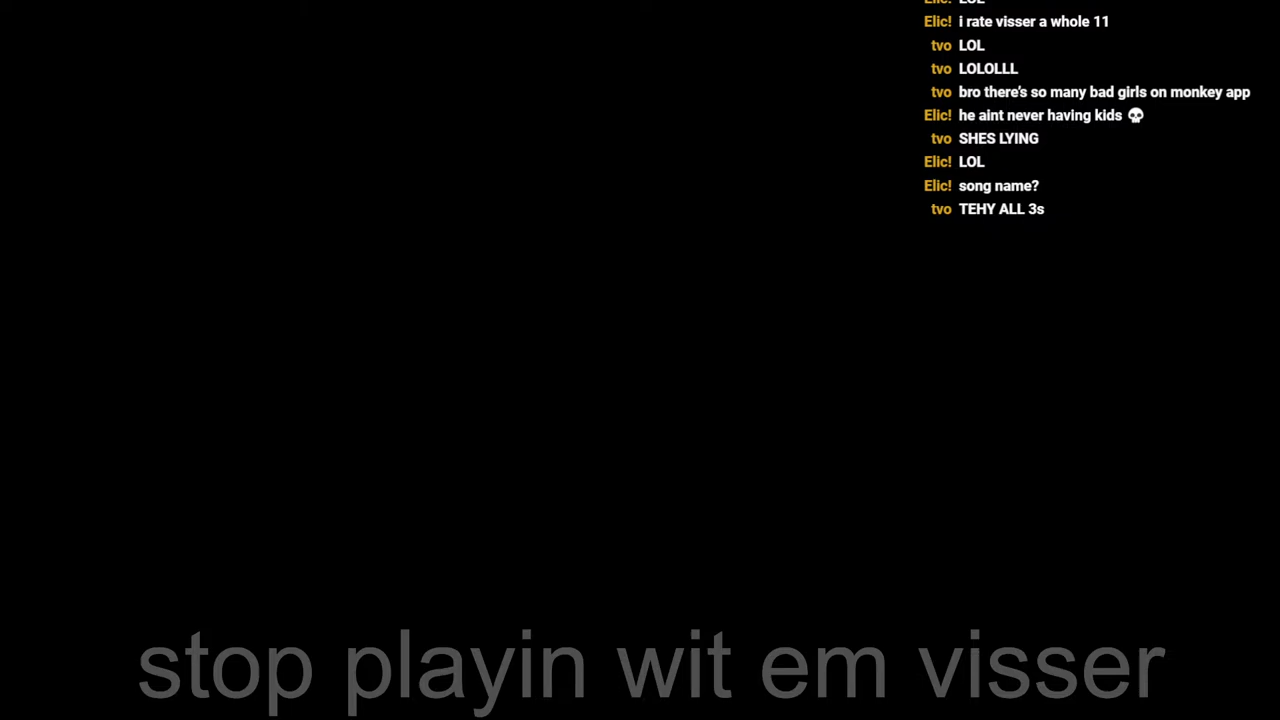 Elic! LOL
Elic! i rate visser a whole 11
tvo LOL
tvo LOLOLLL
tvo bro there's so many bad girls on monkey app
Elic! he aint never having kids 💀
tvo SHES LYING
Elic! LOL
Elic! song name?
tvo TEHY ALL 3s
stop playin wit em visser